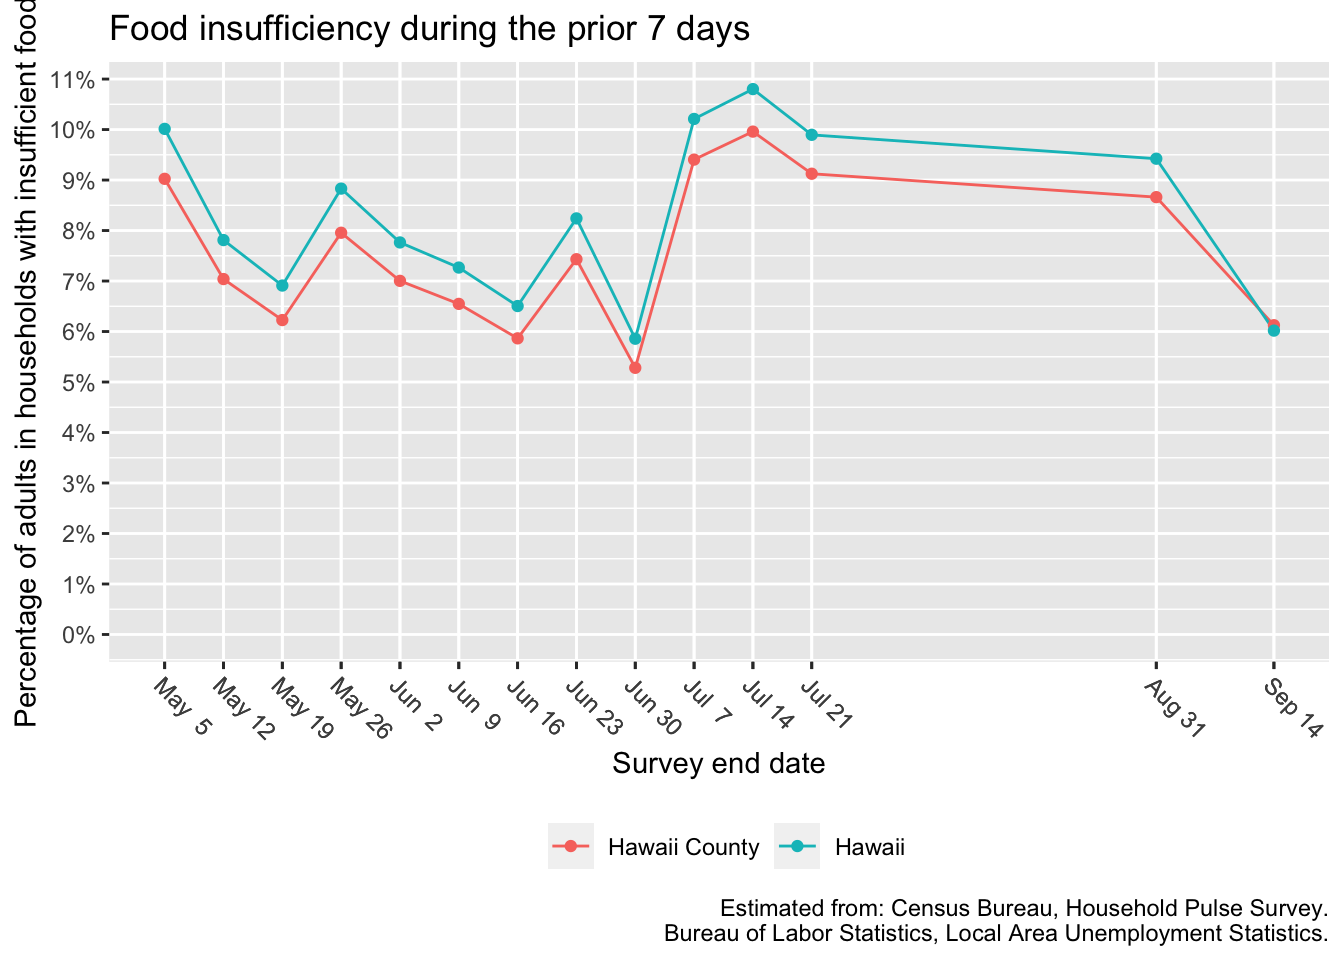 Food insufficiency during the prior 7 days
Percentage of adults in households with insufficient food
11%
10%
9%
8%
7%
6%
5%
4%
3%
2%
1%
0%
May 5
May 12
May 19
May 26
Jun 2
Jun 9
Jun 16
Jun 23
Jun 30
Jul 7
Jul 14
Jul 21
Aug 31
Sep 14
Survey end date
Hawaii County
Hawaii
Estimated from: Census Bureau, Household Pulse Survey.
Bureau of Labor Statistics, Local Area Unemployment Statistics.